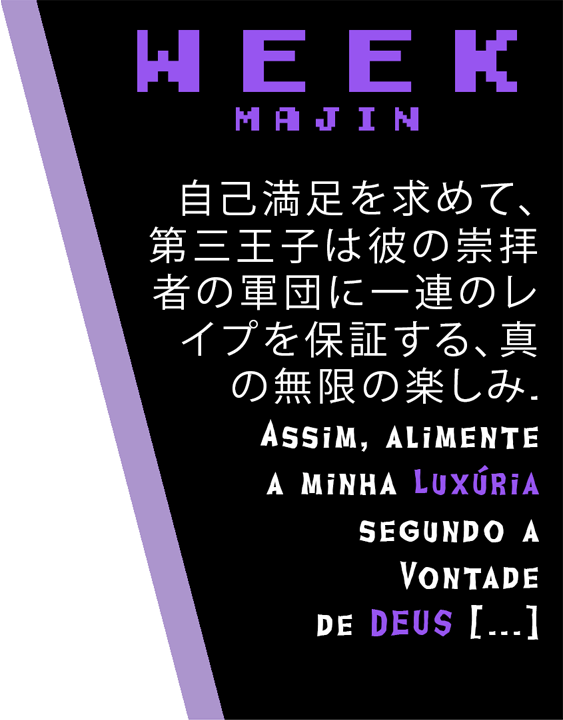 WEEK
MAJIN
自己満足を求めて、
第三王子は彼の崇拝
者の軍団に一連のレ
イプを保証する、真
の無限の楽しみ.
Assim, alimente
a minha Luxúria
segundo a
Vontade
de DEUS [...]